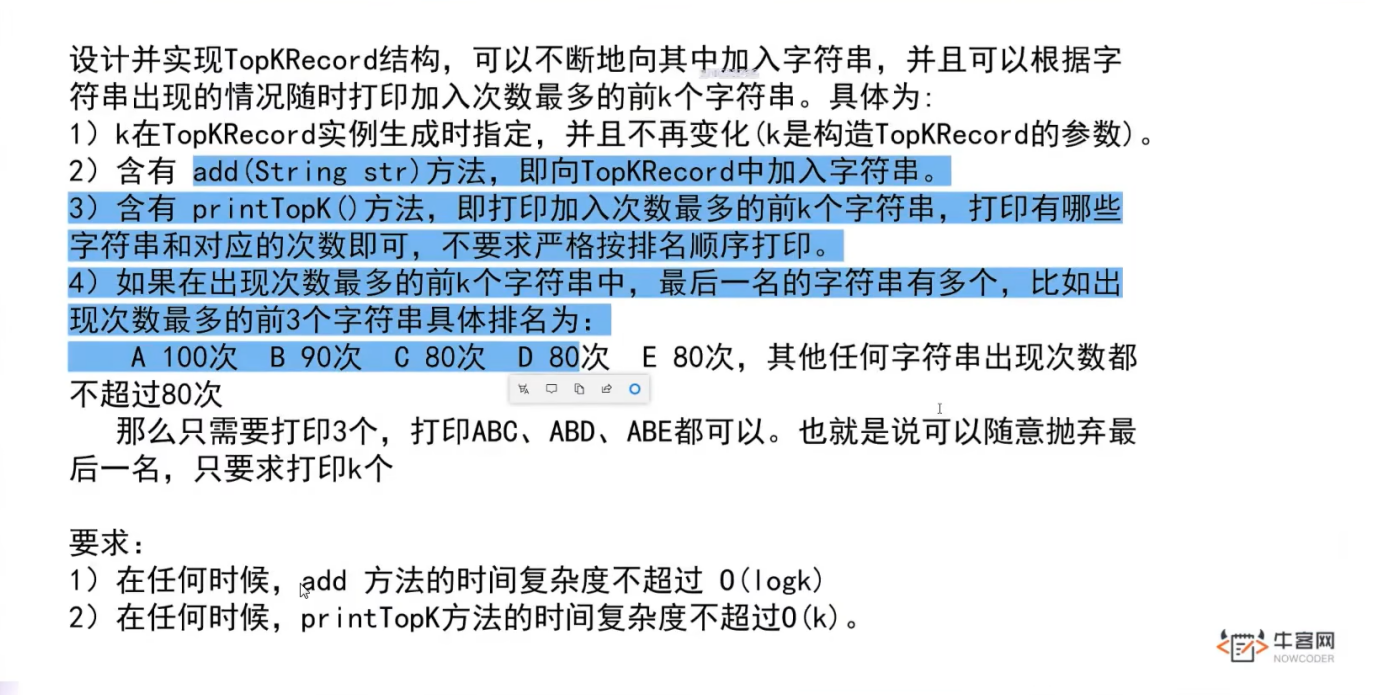 设计并实现TopKRecord结构，可以不断地向其中加入字符串，并且可以根据字
符串出现的情况随时打印加入次数最多的前k个字符串。具体为:
1）k在TopKRecord实例生成时指定，并且不再变化(k是构造TopKRecord的参数)。
2）含有 add(String str)方法，即向TopKRecord中加入字符串。
3）含有 printTopK()方法，即打印加入次数最多的前k个字符串，打印有哪些
字符串和对应的次数即可，不要求严格按排名顺序打印。
4）如果在出现次数最多的前k个字符串中，最后一名的字符串有多个，比如出
现次数最多的前3个字符串具体排名为：
A 100次 B 90次 C 80次 D 80次 E 80次，其他任何字符串出现次数都
不超过80次
那么只需要打印3个，打印ABC、ABD、ABE都可以。也就是说可以随意抛弃最
后一名，只要求打印k个
要求：
1）在任何时候，add 方法的时间复杂度不超过 O(logk)
2）在任何时候，printTopK方法的时间复杂度不超过O(k)。
牛客网
NOWCODER